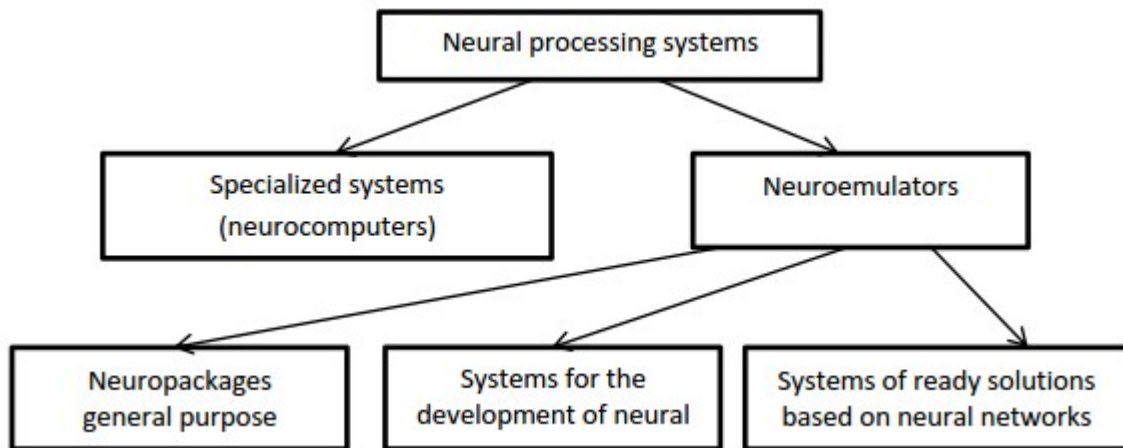 Neural processing systems
Specialized systems
(neurocomputers)
Neuroemulators
Neuropackages
general purpose
Systems for the
development of neural
Systems of ready solutions
based on neural networks